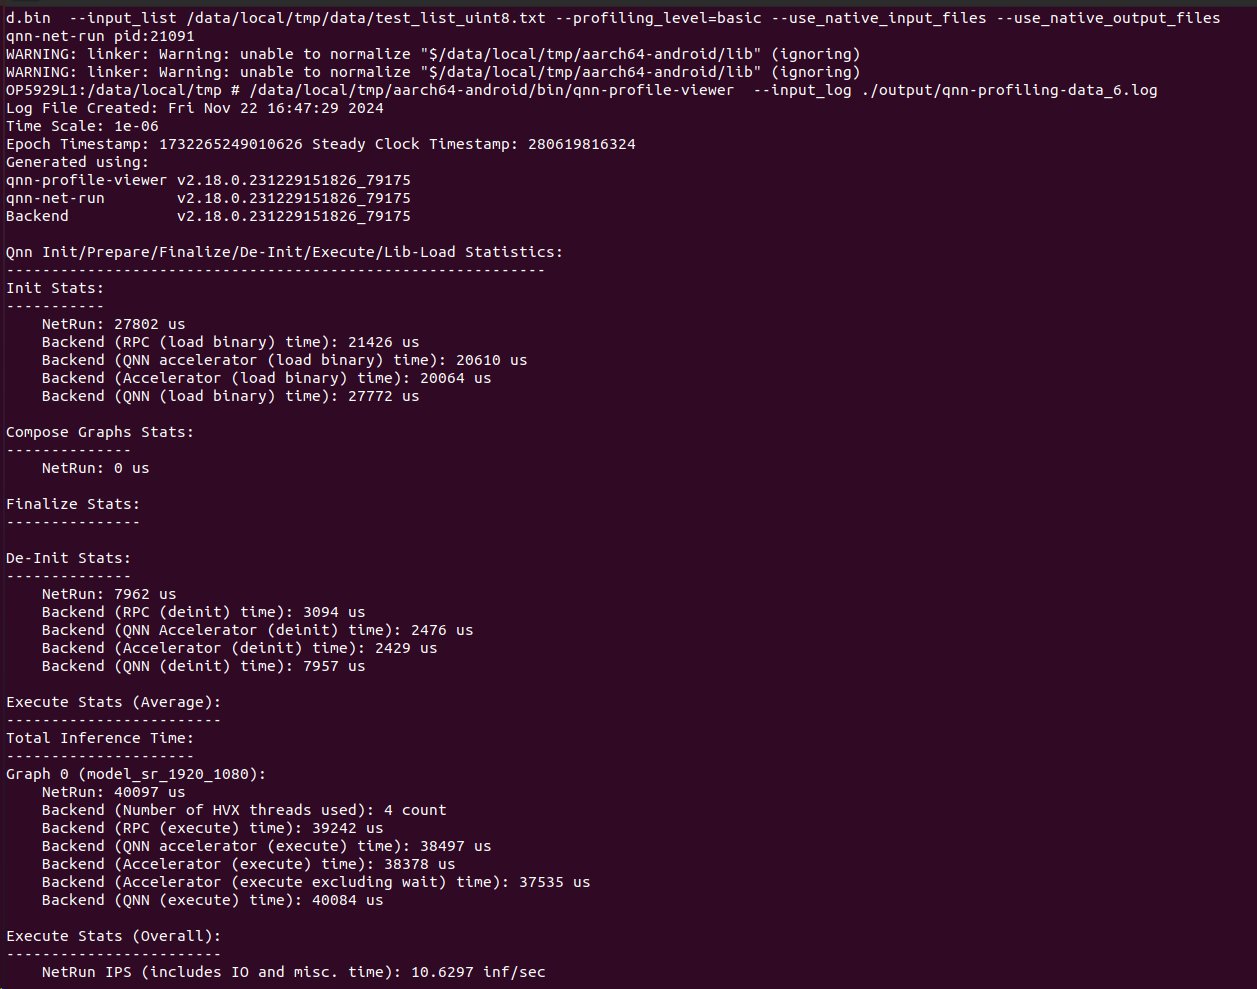 d.bin  --input_list /data/local/tmp/data/test_list_uint8.txt --profiling_level=basic --use_native_input_files --use_native_output_files
qnn-net-run pid:21091
WARNING: linker: Warning: unable to normalize "$/data/local/tmp/aarch64-android/lib" (ignoring)
WARNING: linker: Warning: unable to normalize "$/data/local/tmp/aarch64-android/lib" (ignoring)
OP5929L1:/data/local/tmp # /data/local/tmp/aarch64-android/bin/qnn-profile-viewer  --input_log ./output/qnn-profiling-data_6.log
Log File Created: Fri Nov 22 16:47:29 2024
Time Scale: 1e-06
Epoch Timestamp: 1732265249010626 Steady Clock Timestamp: 280619816324
Generated using:
qnn-profile-viewer v2.18.0.231229151826_79175
qnn-net-run        v2.18.0.231229151826_79175
Backend            v2.18.0.231229151826_79175

Qnn Init/Prepare/Finalize/De-Init/Execute/Lib-Load Statistics:
------------------------------------------------------------
Init Stats:
-----------
    NetRun: 27802 us
    Backend (RPC (load binary) time): 21426 us
    Backend (QNN accelerator (load binary) time): 20610 us
    Backend (Accelerator (load binary) time): 20064 us
    Backend (QNN (load binary) time): 27772 us

Compose Graphs Stats:
--------------
    NetRun: 0 us

Finalize Stats:
---------------

De-Init Stats:
--------------
    NetRun: 7962 us
    Backend (RPC (deinit) time): 3094 us
    Backend (QNN Accelerator (deinit) time): 2476 us
    Backend (Accelerator (deinit) time): 2429 us
    Backend (QNN (deinit) time): 7957 us

Execute Stats (Average):
------------------------
Total Inference Time:
---------------------
Graph 0 (model_sr_1920_1080):
    NetRun: 40097 us
    Backend (Number of HVX threads used): 4 count
    Backend (RPC (execute) time): 39242 us
    Backend (QNN accelerator (execute) time): 38497 us
    Backend (Accelerator (execute) time): 38378 us
    Backend (Accelerator (execute excluding wait) time): 37535 us
    Backend (QNN (execute) time): 40084 us

Execute Stats (Overall):
------------------------
    NetRun IPS (includes IO and misc. time): 10.6297 inf/sec